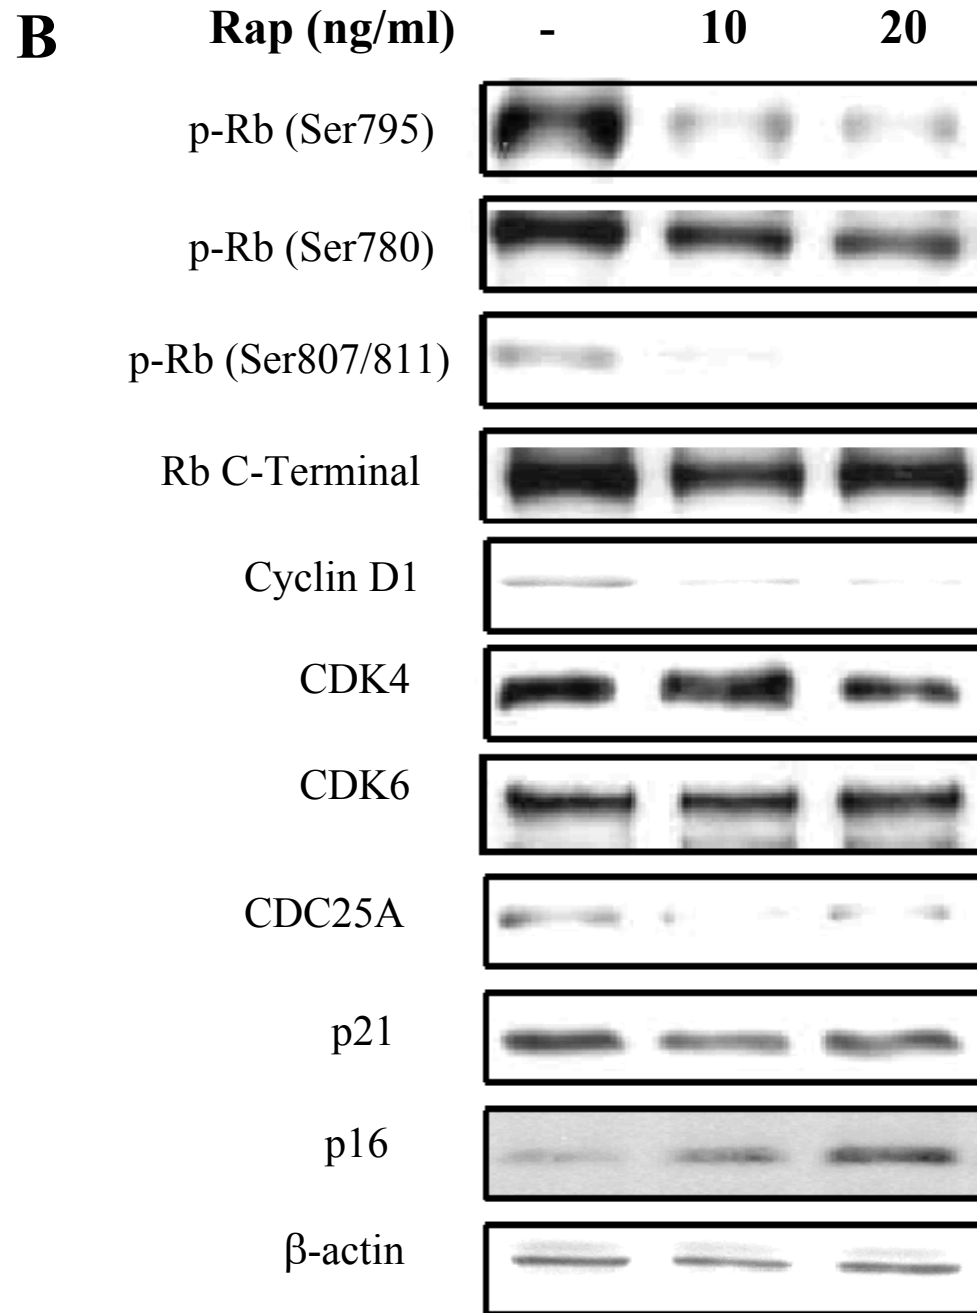 B Rap (ng/ml) - 10 20
p-Rb (Ser795)
p-Rb (Ser780)
p-Rb (Ser807/811)
Rb C-Terminal
Cyclin D1
CDK4
CDK6
CDC25A
p21
p16
β-actin